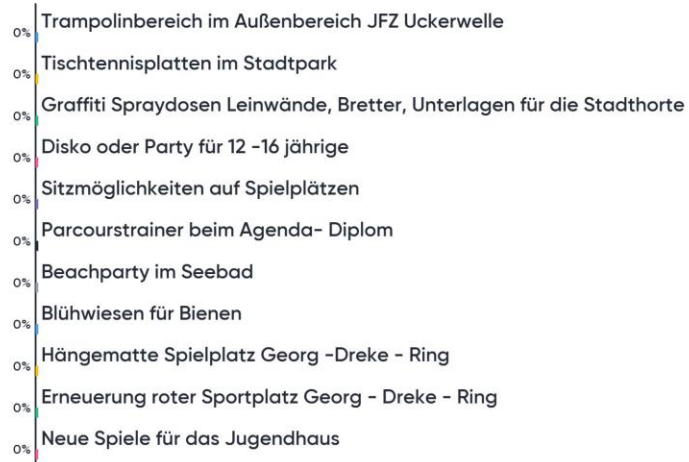 Trampolinbereich im Außenbereich JFZ Uckerwelle
0%
Tischtennisplatten im Stadtpark
0%
Graffiti Spraydosen Leinwände, Bretter, Unterlagen für die Stadthorte
0%
Disko oder Party für 12 -16 jährige
0%
Sitzmöglichkeiten auf Spielplätzen
0%
Parcourstrainer beim Agenda- Diplom
0%
Beachparty im Seebad
0%
Blühwiesen für Bienen
0%
Hängematte Spielplatz Georg -Dreke - Ring
0%
Erneuerung roter Sportplatz Georg - Dreke - Ring
0%
Neue Spiele für das Jugendhaus
0%